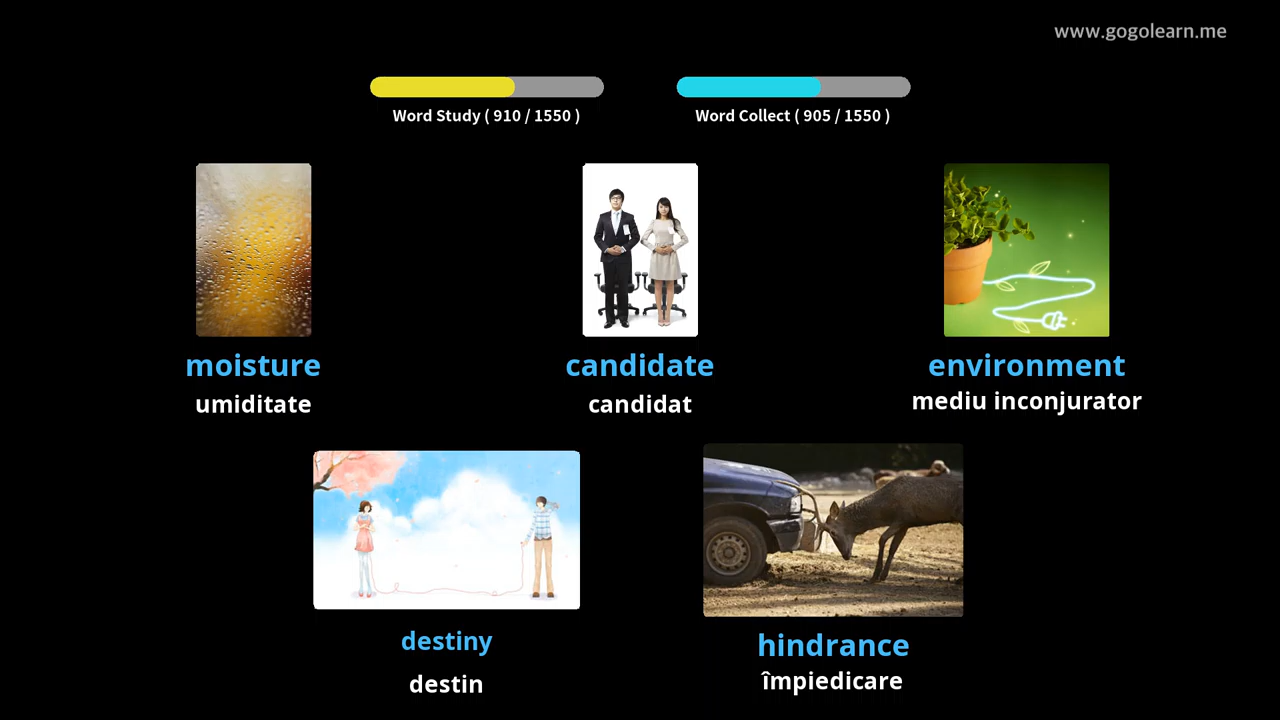 www.gogolearn.me
Word Study ( 910 / 1550 )
Word Collect ( 905 / 1550 )
moisture
umiditate
candidate
candidat
environment
mediu inconjurator
destiny
destin
hindrance
împiedicare